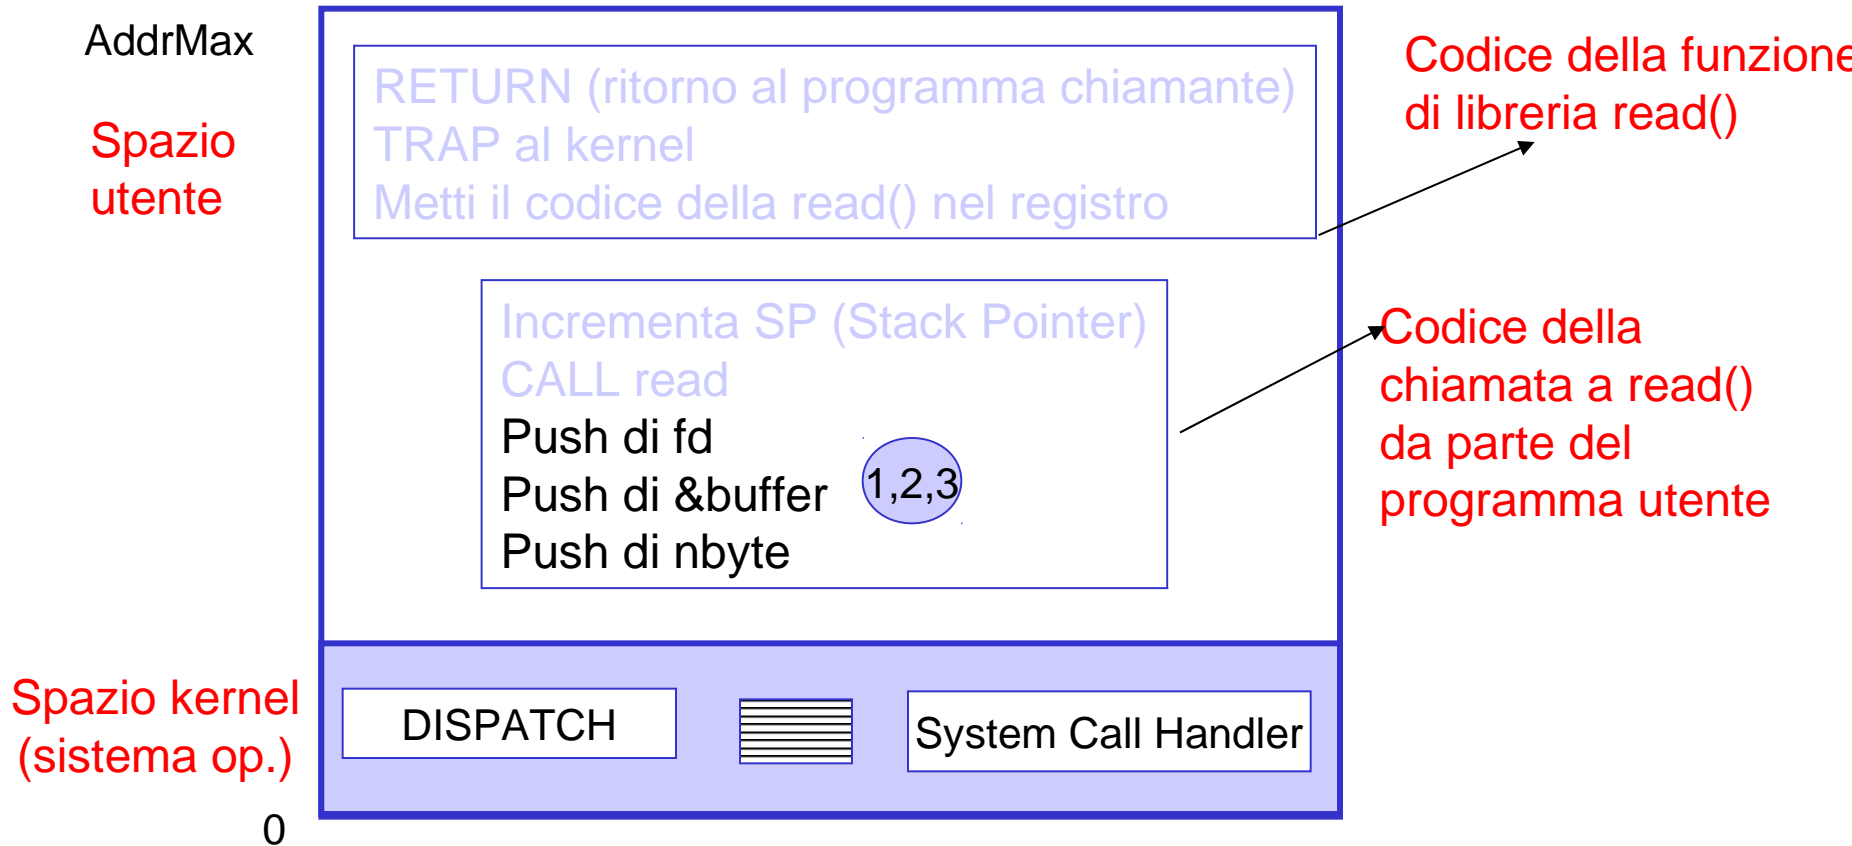 AddrMax
Spazio
utente
RETURN (ritorno al programma chiamante)
TRAP al kernel
Metti il codice della read() nel registro
Codice della funzione
di libreria read()
Incrementa SP (Stack Pointer)
CALL read
Push di fd
Push di &buffer
Push di nbyte
1,2,3
Codice della
chiamata a read()
da parte del
programma utente
Spazio kernel
(sistema op.)
DISPATCH
System Call Handler
0